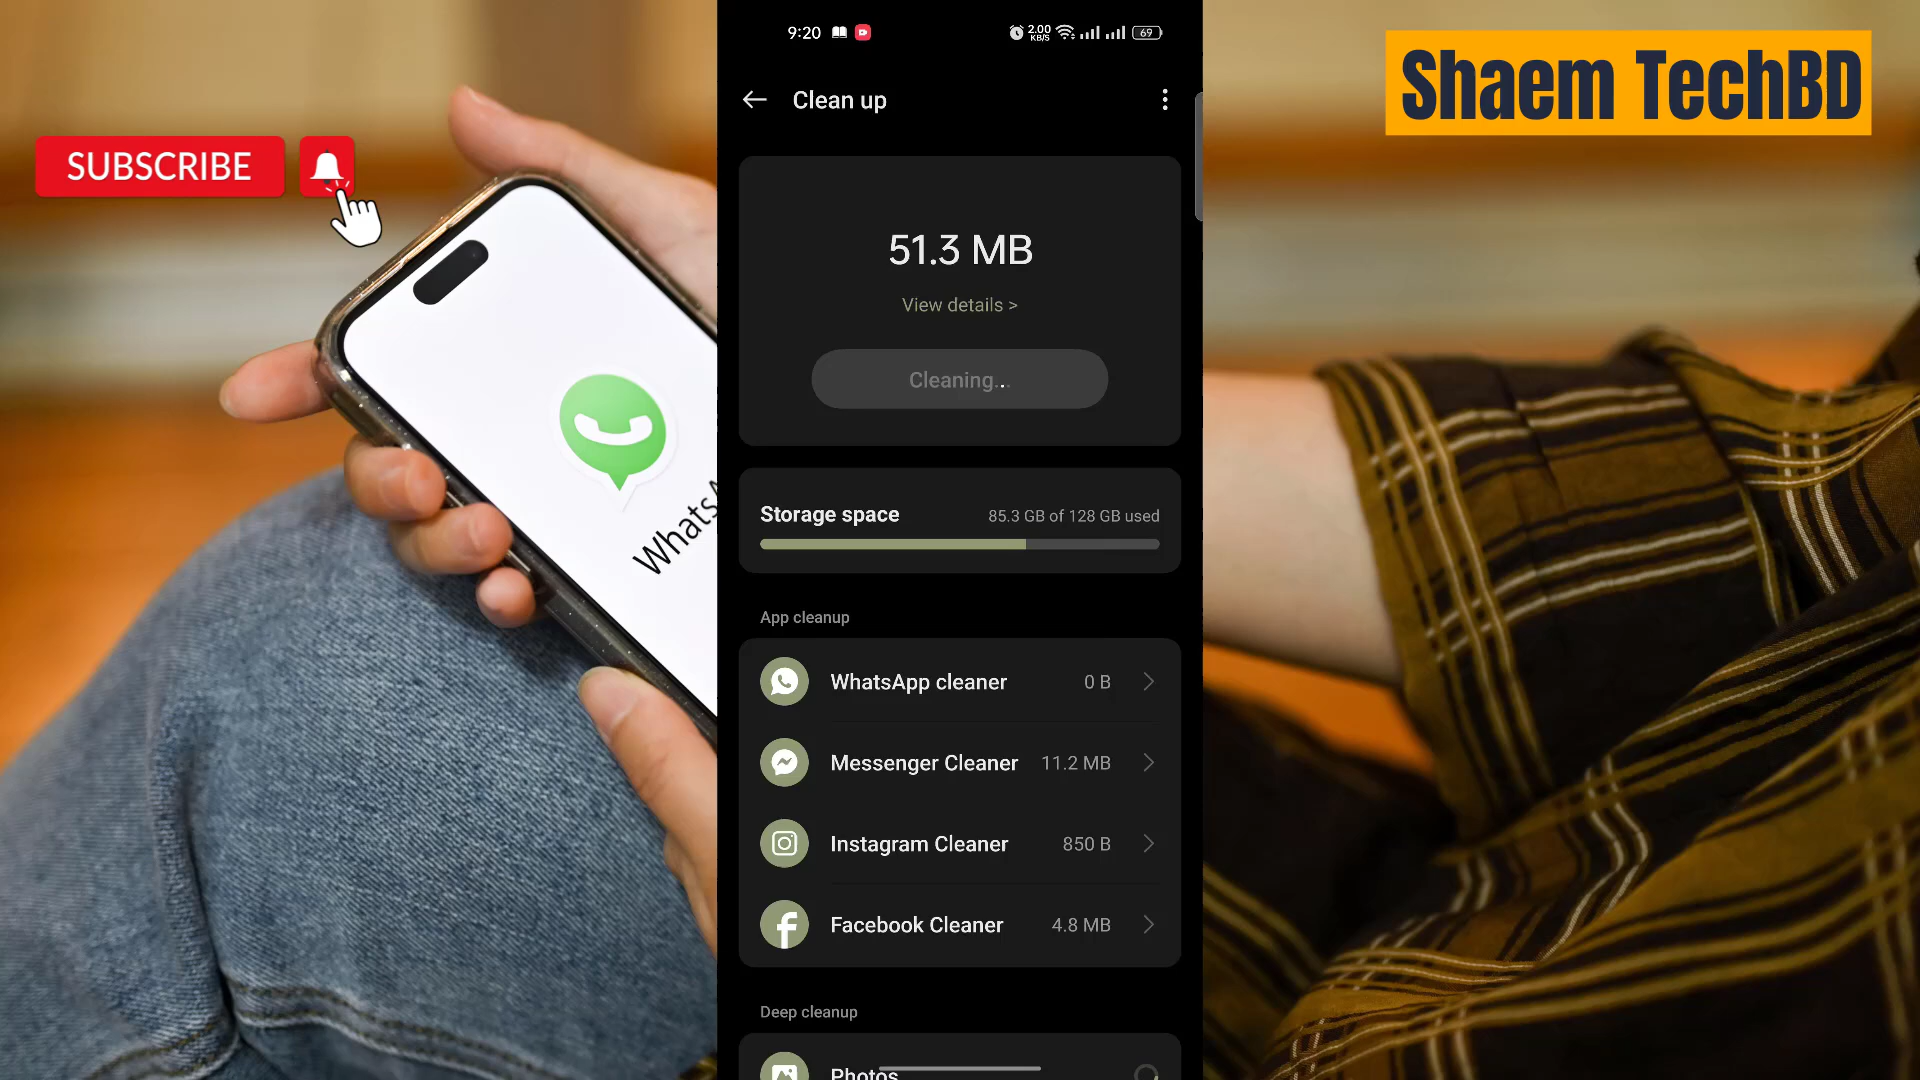 9:20
2.00
KB/S
69
Shaem TechBD
Clean up
SUBSCRIBE
51.3 MB
View details >
Cleaning...
Storage space 85.3 GB of 128 GB used
App cleanup
WhatsApp cleaner 0 B
Messenger Cleaner 11.2 MB
Instagram Cleaner 850 B
Facebook Cleaner 4.8 MB
Deep cleanup
Photos